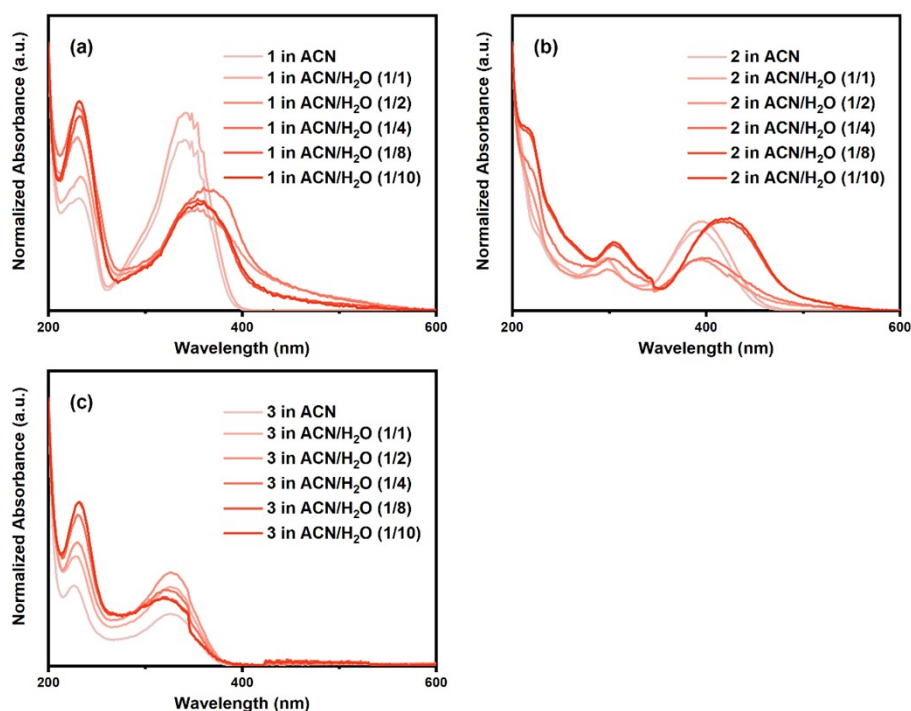 (a)
1 in ACN
1 in ACN/H₂O (1/1)
1 in ACN/H₂O (1/2)
1 in ACN/H₂O (1/4)
1 in ACN/H₂O (1/8)
1 in ACN/H₂O (1/10)
Normalized Absorbance (a.u.)
200
400
600
Wavelength (nm)
(b)
2 in ACN
2 in ACN/H₂O (1/1)
2 in ACN/H₂O (1/2)
2 in ACN/H₂O (1/4)
2 in ACN/H₂O (1/8)
2 in ACN/H₂O (1/10)
Normalized Absorbance (a.u.)
200
400
600
Wavelength (nm)
(c)
3 in ACN
3 in ACN/H₂O (1/1)
3 in ACN/H₂O (1/2)
3 in ACN/H₂O (1/4)
3 in ACN/H₂O (1/8)
3 in ACN/H₂O (1/10)
Normalized Absorbance (a.u.)
200
400
600
Wavelength (nm)